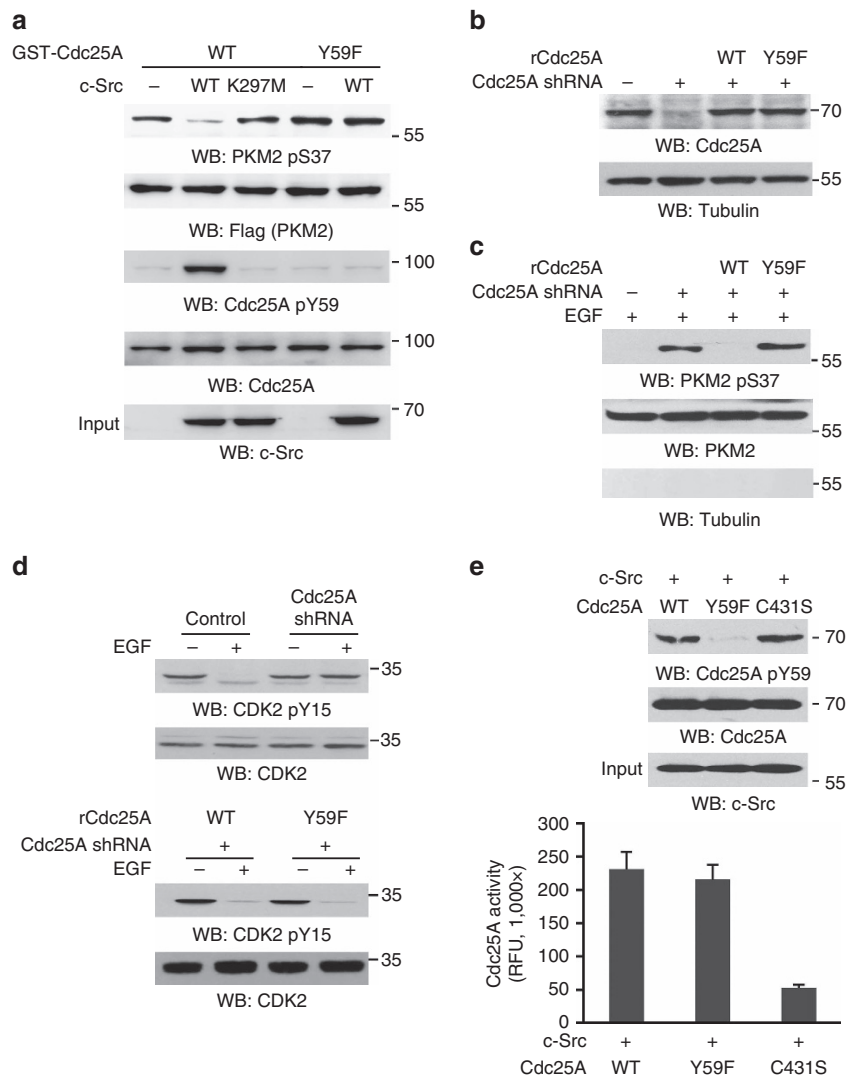 a
GST-Cdc25A WT Y59F
c-Src – WT K297M – WT
55
WB: PKM2 pS37
55
WB: Flag (PKM2)
100
WB: Cdc25A pY59
100
WB: Cdc25A
70
Input
WB: c-Src
b
rCdc25A WT Y59F
Cdc25A shRNA – + + +
70
WB: Cdc25A
55
WB: Tubulin
c
rCdc25A WT Y59F
Cdc25A shRNA – + + +
EGF + + + +
55
WB: PKM2 pS37
55
WB: PKM2
55
WB: Tubulin
d
Control Cdc25A
shRNA
EGF – + – +
35
WB: CDK2 pY15
35
WB: CDK2
rCdc25A WT Y59F
Cdc25A shRNA + +
EGF – + – +
35
WB: CDK2 pY15
35
WB: CDK2
e
c-Src + + +
Cdc25A WT Y59F C431S
70
WB: Cdc25A pY59
70
WB: Cdc25A
Input
55
WB: c-Src
Cdc25A activity
(RFU, 1,000×)
300
250
200
150
100
50
0
c-Src + + +
Cdc25A WT Y59F C431S